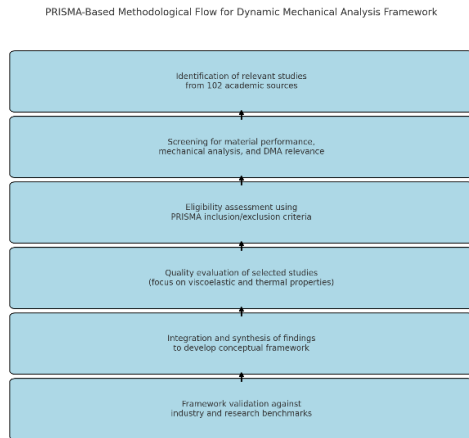 PRISMA-Based Methodological Flow for Dynamic Mechanical Analysis Framework
Identification of relevant studies
from 102 academic sources
Screening for material performance,
mechanical analysis, and DMA relevance
Eligibility assessment using
PRISMA inclusion/exclusion criteria
Quality evaluation of selected studies
(focus on viscoelastic and thermal properties)
Integration and synthesis of findings
to develop conceptual framework
Framework validation against
industry and research benchmarks